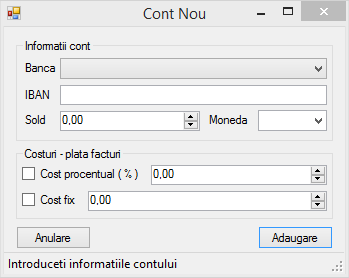 Cont Nou
Informatii cont
Banca
IBAN
Sold 0,00 Moneda
Costuri - plata facturi
Cost procentual ( % ) 0,00
Cost fix 0,00
Anulare Adaugare
Introduceti informatiile contului